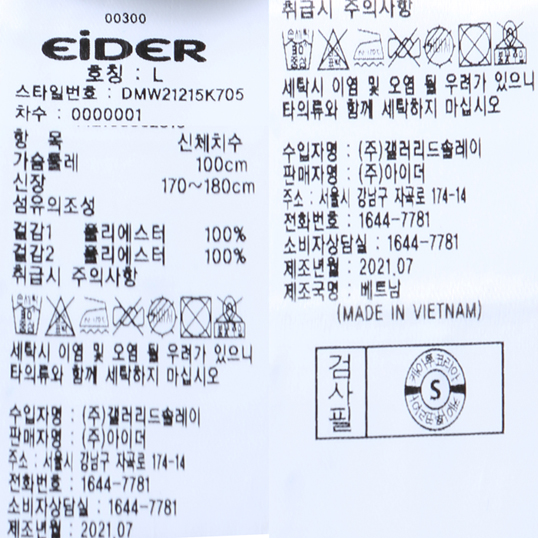 00300
EiDER
호칭 : L
스타일번호 : DMW21215K705
차수 : 0000001
항 목 신체치수
가슴둘레 100cm
신장 170~180cm
섬유의조성
겉감1 폴리에스터 100%
겉감2 폴리에스터 100%
취급시 주의사항
세탁시 이염 및 오염 될 우려가 있으니
타의류와 함께 세탁하지 마십시오
수입자명 : (주)갤러리드솔레이
판매자명 : (주)아이더
주소 : 서울시 강남구 자곡로 174-14
전화번호 : 1644-7781
소비자상담실 : 1644-7781
제조년월 : 2021.07
취급시 주의사항
세탁시 이염 및 오염 될 우려가 있으니
타의류와 함께 세탁하지 마십시오
수입자명 : (주)갤러리드솔레이
판매자명 : (주)아이더
주소 : 서울시 강남구 자곡로 174-14
전화번호 : 1644-7781
소비자상담실 : 1644-7781
제조년월 : 2021.07
제조국명 : 베트남
(MADE IN VIETNAM)
검사필
S